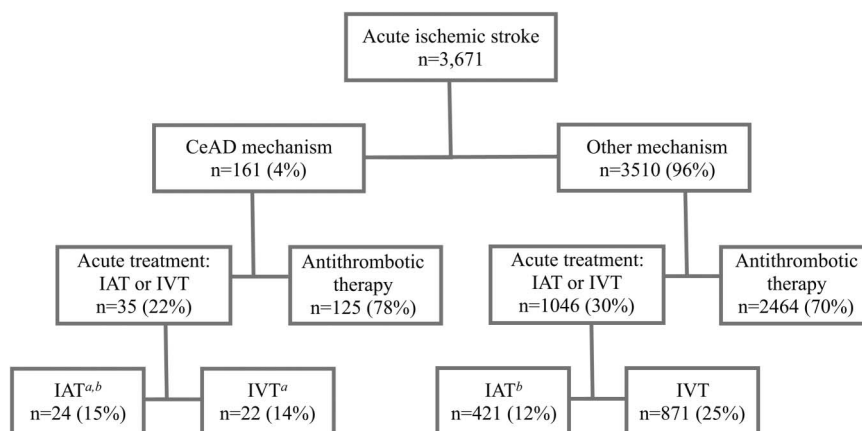 Acute ischemic stroke
n=3,671
CeAD mechanism
n=161 (4%)
Other mechanism
n=3510 (96%)
Acute treatment:
IAT or IVT
n=35 (22%)
Antithrombotic
therapy
n=125 (78%)
Acute treatment:
IAT or IVT
n=1046 (30%)
Antithrombotic
therapy
n=2464 (70%)
IATa,b
n=24 (15%)
IVTa
n=22 (14%)
IATb
n=421 (12%)
IVT
n=871 (25%)